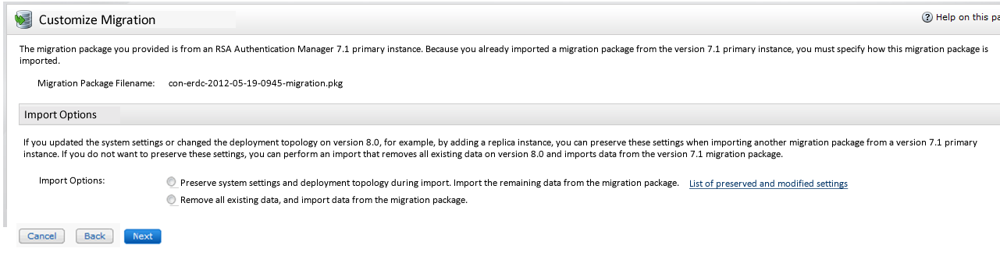 Customize Migration
Help on this pa
The migration package you provided is from an RSA Authentication Manager 7.1 primary instance. Because you already imported a migration package from the version 7.1 primary instance, you must specify how this migration package is
imported.
Migration Package Filename: con-erdc-2012-05-19-0945-migration.pkg
Import Options
If you updated the system settings or changed the deployment topology on version 8.0, for example, by adding a replica instance, you can preserve these settings when importing another migration package from a version 7.1 primary
instance. If you do not want to preserve these settings, you can perform an import that removes all existing data on version 8.0 and imports data from the version 7.1 migration package.
Import Options: Preserve system settings and deployment topology during import. Import the remaining data from the migration package. List of preserved and modified settings
Remove all existing data, and import data from the migration package.
Cancel Back Next